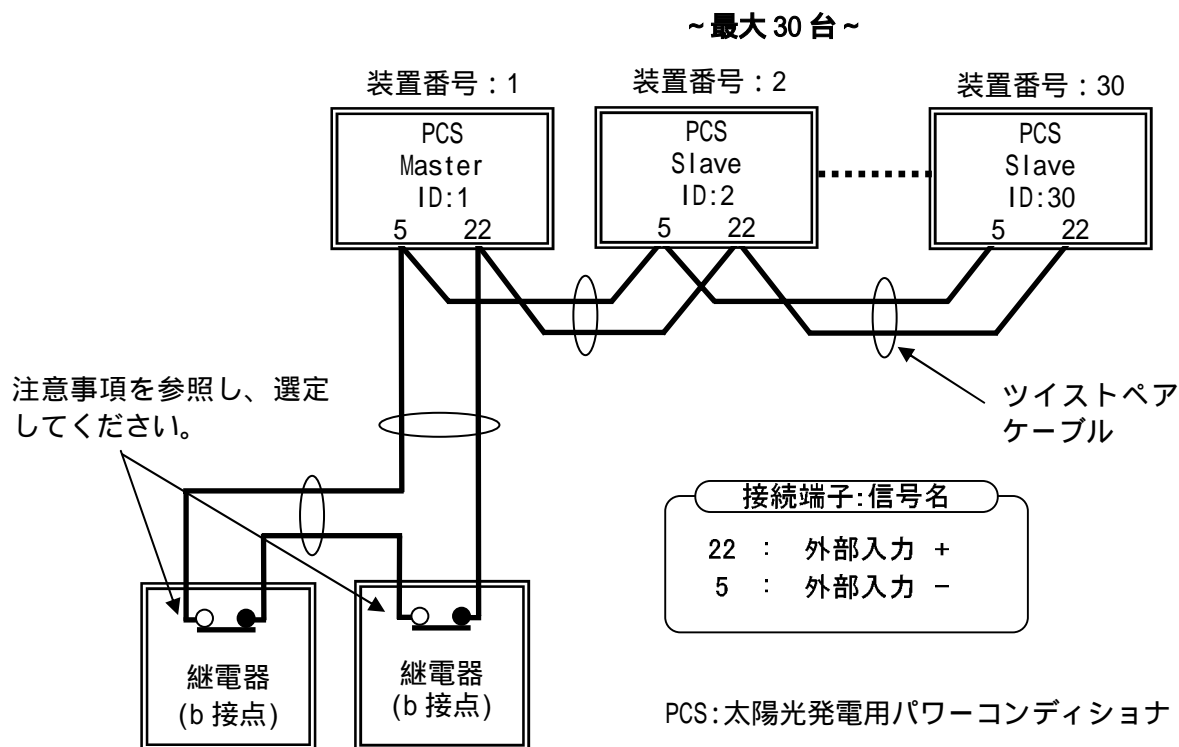 ~最大30台~
装置番号:1
装置番号:2
装置番号:30
PCS
Master
ID:1
5 22
PCS
Slave
ID:2
5 22
PCS
Slave
ID:30
5 22
注意事項を参照し、選定
してください。
ツイストペア
ケーブル
接続端子:信号名
22 : 外部入力 +
5 : 外部入力 -
継電器
(b 接点)
継電器
(b 接点)
PCS:太陽光発電用パワーコンディショナ